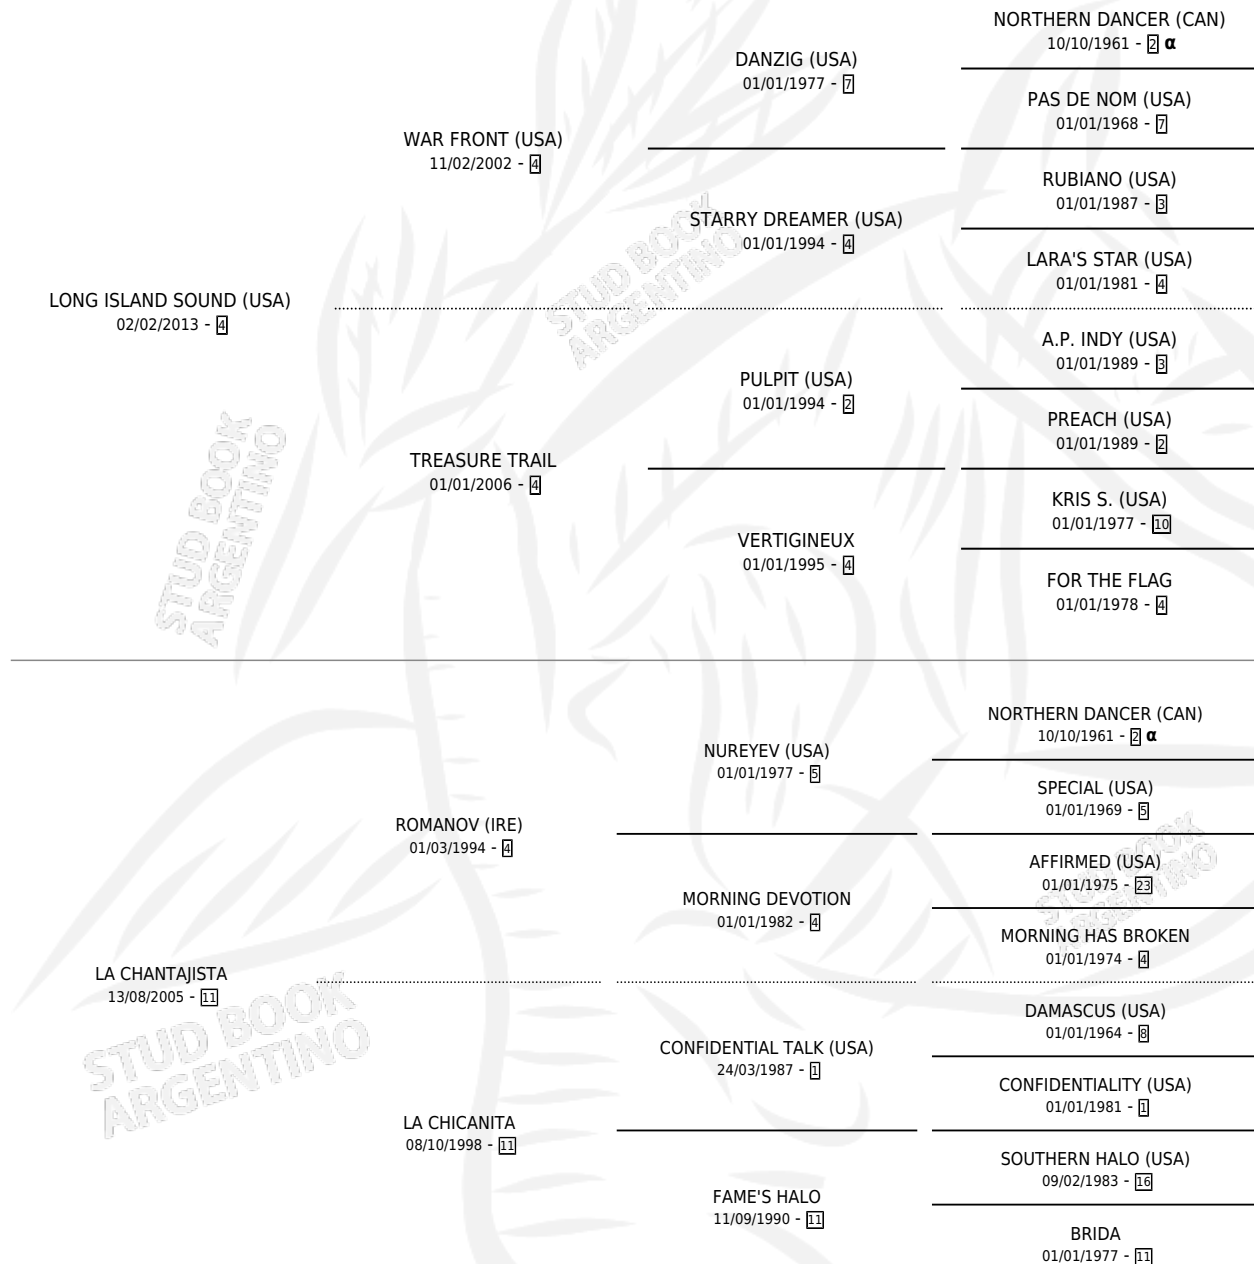 NORTHERN DANCER (CAN)
10/10/1961 - 2 α
DANZIG (USA)
01/01/1977 - 7
PAS DE NOM (USA)
01/01/1968 - 7
WAR FRONT (USA)
11/02/2002 - 4
RUBIANO (USA)
01/01/1987 - 3
STARRY DREAMER (USA)
01/01/1994 - 4
LARA'S STAR (USA)
01/01/1981 - 4
LONG ISLAND SOUND (USA)
02/02/2013 - 4
A.P. INDY (USA)
01/01/1989 - 3
PULPIT (USA)
01/01/1994 - 2
PREACH (USA)
01/01/1989 - 2
TREASURE TRAIL
01/01/2006 - 4
KRIS S. (USA)
01/01/1977 - 10
VERTIGINEUX
01/01/1995 - 4
FOR THE FLAG
01/01/1978 - 4
STUD BOOK
ARGENTINO
STUD BOOK
ARGENTINO
NORTHERN DANCER (CAN)
10/10/1961 - 2 α
NUREYEV (USA)
01/01/1977 - 5
SPECIAL (USA)
01/01/1969 - 5
ROMANOV (IRE)
01/03/1994 - 4
AFFIRMED (USA)
01/01/1975 - 23
MORNING DEVOTION
01/01/1982 - 4
MORNING HAS BROKEN
01/01/1974 - 4
LA CHANTAJISTA
13/08/2005 - 11
DAMASCUS (USA)
01/01/1964 - 8
CONFIDENTIAL TALK (USA)
24/03/1987 - 1
CONFIDENTIALITY (USA)
01/01/1981 - 1
LA CHICANITA
08/10/1998 - 11
SOUTHERN HALO (USA)
09/02/1983 - 16
FAME'S HALO
11/09/1990 - 11
BRIDA
01/01/1977 - 11
STUD BOOK
ARGENTINO
STUD BOOK
ARGENTINO